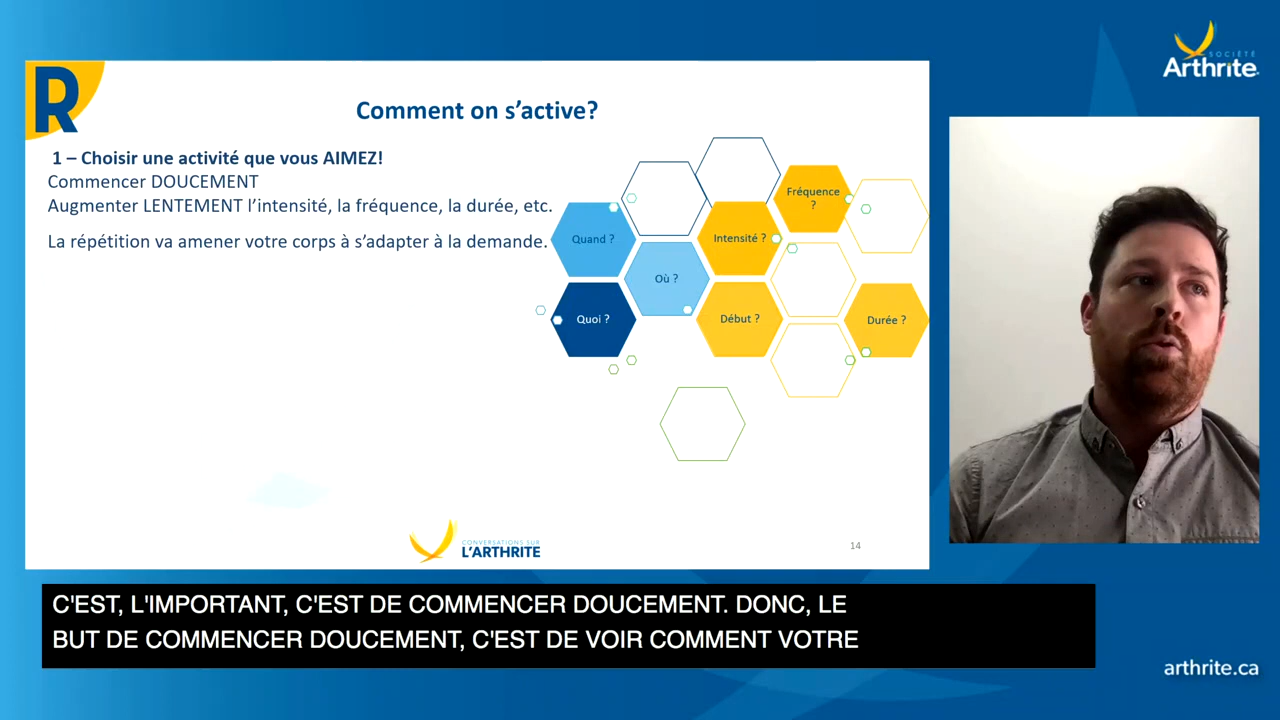 SOCIÉTÉ
Arthrite
R
Comment on s’active?
1 – Choisir une activité que vous AIMEZ!
Commencer DOUCEMENT
Augmenter LENTEMENT l’intensité, la fréquence, la durée, etc.
La répétition va amener votre corps à s’adapter à la demande.
Fréquence
?
Quand ?
Intensité ?
Où ?
Quoi ?
Début ?
Durée ?
CONVERSATIONS SUR
L'ARTHRITE
14
C'EST, L'IMPORTANT, C'EST DE COMMENCER DOUCEMENT. DONC, LE
BUT DE COMMENCER DOUCEMENT, C'EST DE VOIR COMMENT VOTRE
arthrite.ca